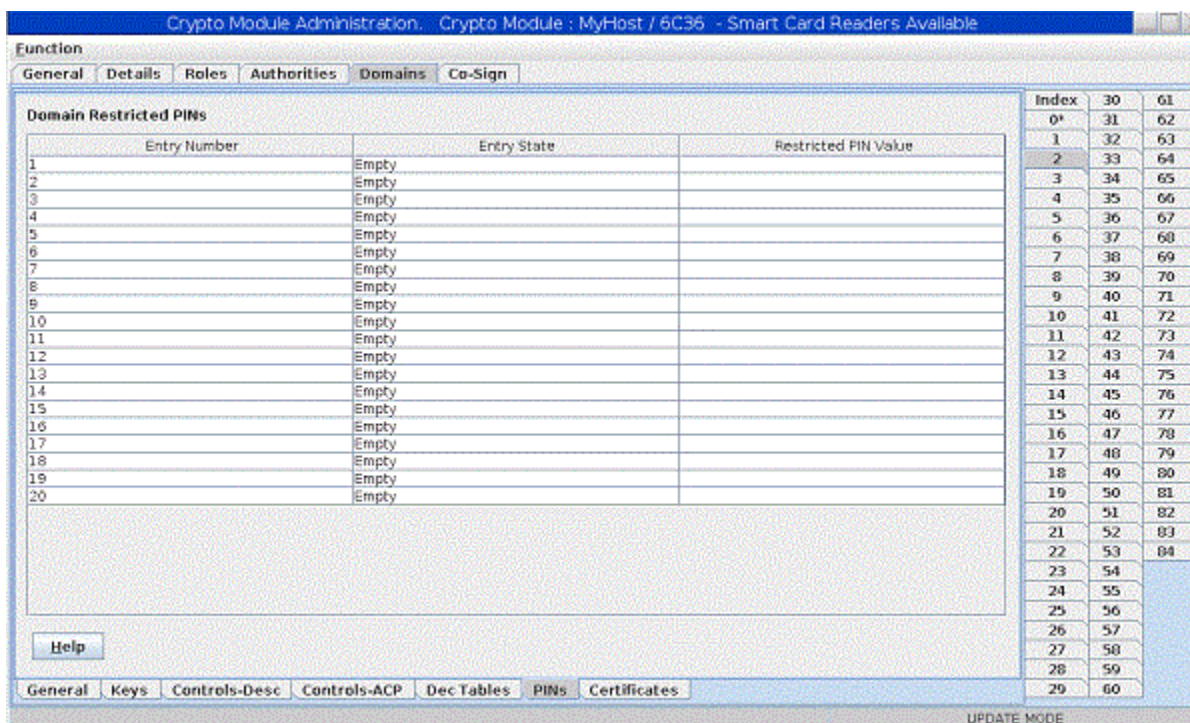 Crypto Module Administration. Crypto Module : MyHost / 6C36 - Smart Card Readers Available
Function
General Details Roles Authorities Domains Co-Sign
Domain Restricted PINs
Entry Number Entry State Restricted PIN Value
1 Empty
2 Empty
3 Empty
4 Empty
5 Empty
6 Empty
7 Empty
8 Empty
9 Empty
10 Empty
11 Empty
12 Empty
13 Empty
14 Empty
15 Empty
16 Empty
17 Empty
18 Empty
19 Empty
20 Empty
Help
General Keys Controls-Desc Controls-ACP Dec Tables PINs Certificates
Index 30 61
0* 31 62
1 32 63
2 33 64
3 34 65
4 35 66
5 36 67
6 37 68
7 38 69
8 39 70
9 40 71
10 41 72
11 42 73
12 43 74
13 44 75
14 45 76
15 46 77
16 47 78
17 48 79
18 49 80
19 50 81
20 51 82
21 52 83
22 53 84
23 54
24 55
25 56
26 57
27 58
28 59
29 60
UPDATE MODE